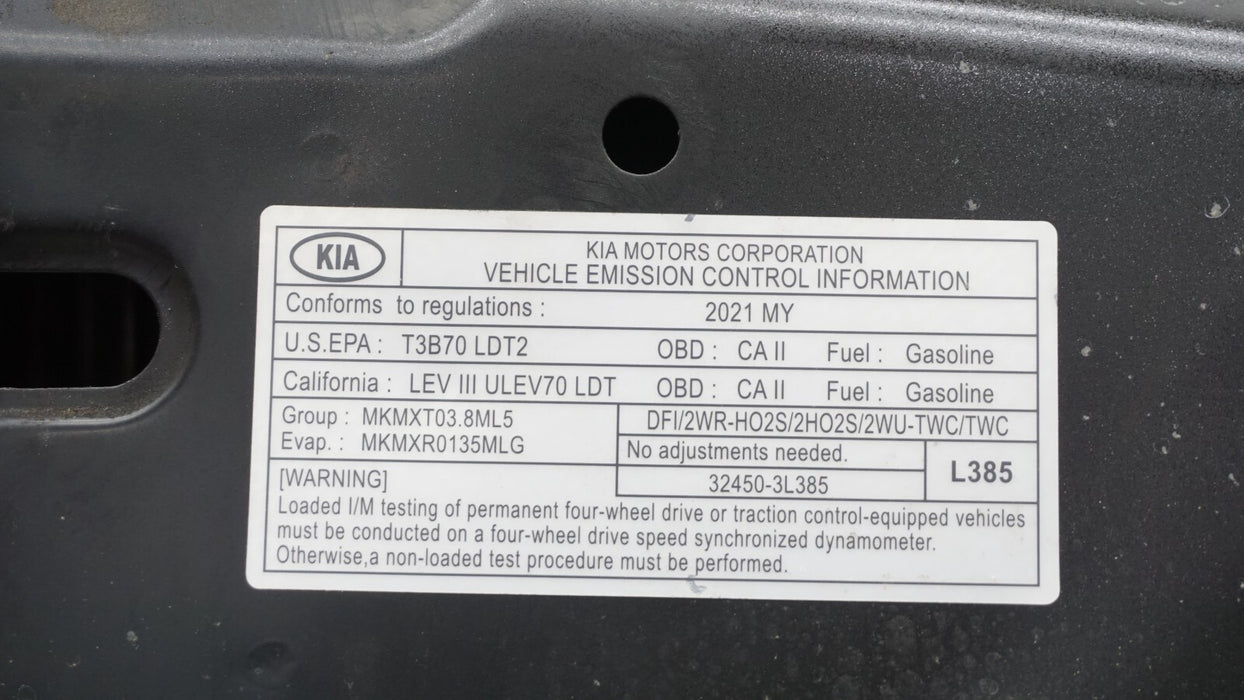 KIA
KIA MOTORS CORPORATION
VEHICLE EMISSION CONTROL INFORMATION
Conforms to regulations : 2021 MY
U.S.EPA : T3B70 LDT2 OBD : CA II Fuel : Gasoline
California : LEV III ULEV70 LDT OBD : CA II Fuel : Gasoline
Group : MKMXT03.8ML5
Evap. : MKMXR0135MLG
DFI/2WR-HO2S/2HO2S/2WU-TWC/TWC
No adjustments needed.
32450-3L385
L385
[WARNING]
Loaded I/M testing of permanent four-wheel drive or traction control-equipped vehicles
must be conducted on a four-wheel drive speed synchronized dynamometer.
Otherwise,a non-loaded test procedure must be performed.